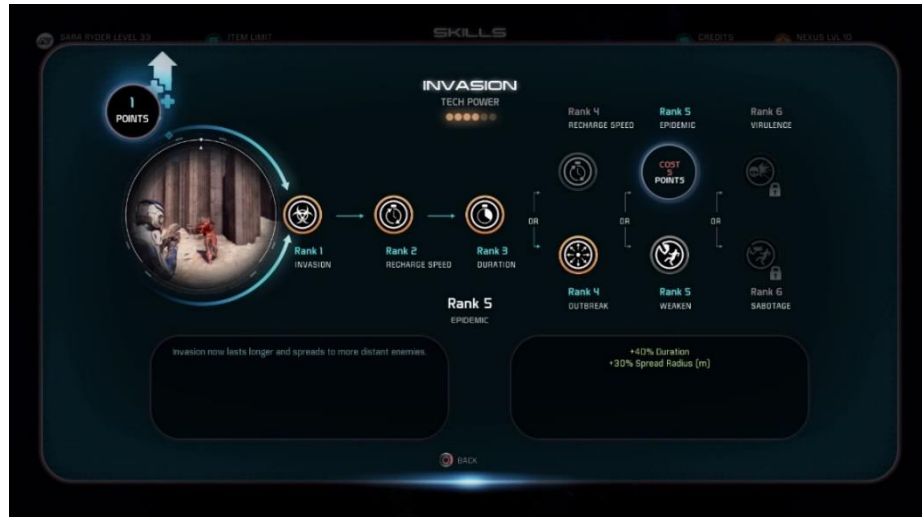 SARA RYDER LEVEL 33
ITEM LIMIT
SKILLS
CREDITS
NEXUS LVL 10
1
POINTS
INVASION
TECH POWER
Rank 4
RECHARGE SPEED
Rank 5
EPIDEMIC
Rank 6
VIRULENCE
COST
5
POINTS
Rank 1
INVASION
Rank 2
RECHARGE SPEED
Rank 3
DURATION
OR
OR
OR
Rank 4
OUTBREAK
Rank 5
WEAKEN
Rank 6
SABOTAGE
Rank 5
EPIDEMIC
Invasion now lasts longer and spreads to more distant enemies.
+40% Duration
+30% Spread Radius (m)
BACK